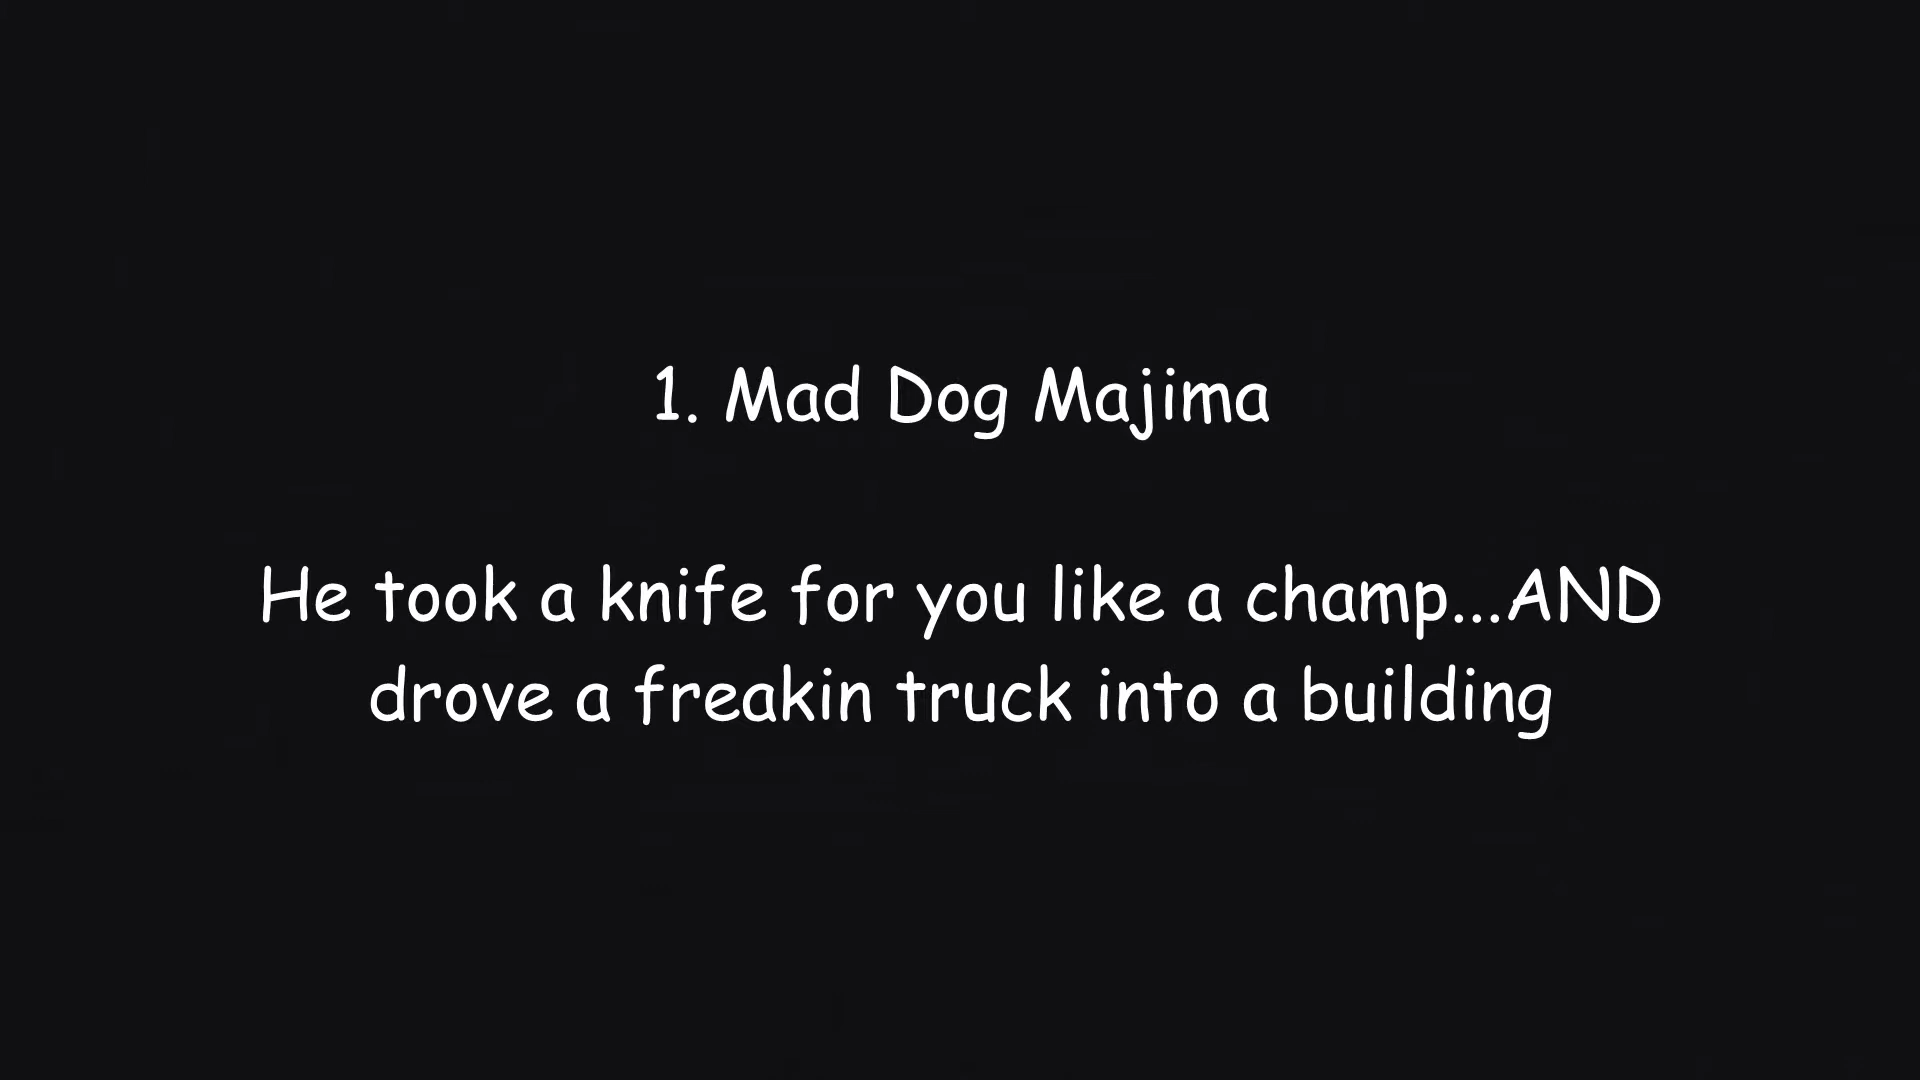 1. Mad Dog Majima
He took a knife for you like a champ...AND
drove a freakin truck into a building